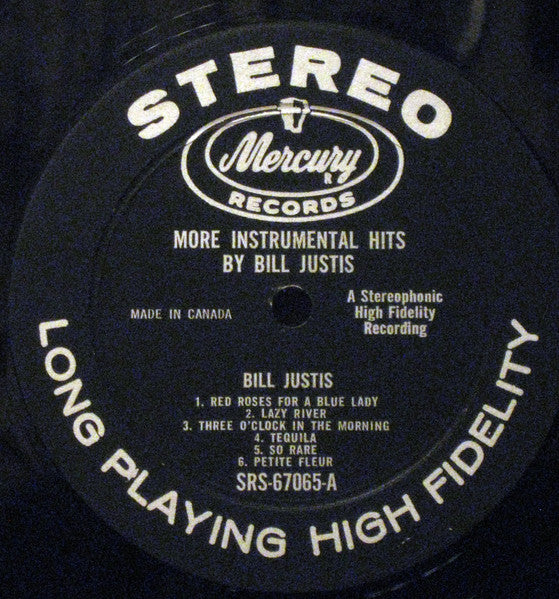 STEREO
Mercury
R
RECORDS
MORE INSTRUMENTAL HITS
BY BILL JUSTIS
MADE IN CANADA
A Stereophonic
High Fidelity
Recording
BILL JUSTIS
1. RED ROSES FOR A BLUE LADY
2. LAZY RIVER
3. THREE O'CLOCK IN THE MORNING
4. TEQUILA
5. SO RARE
6. PETITE FLEUR
SRS-67065-A
LONG PLAYING HIGH FIDELITY